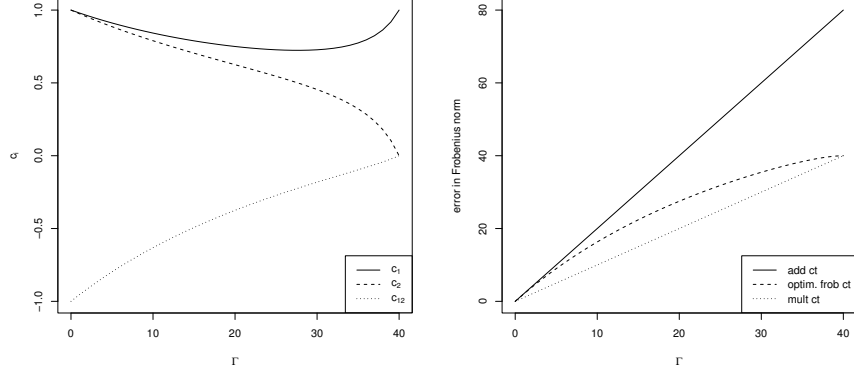 1.0
0.5
0.0
−0.5
−1.0
cᵢ
0
10
20
30
40
Γ
c₁
c₂
c₁₂
80
60
40
20
0
error in Frobenius norm
0
10
20
30
40
Γ
add ct
optim. frob ct
mult ct